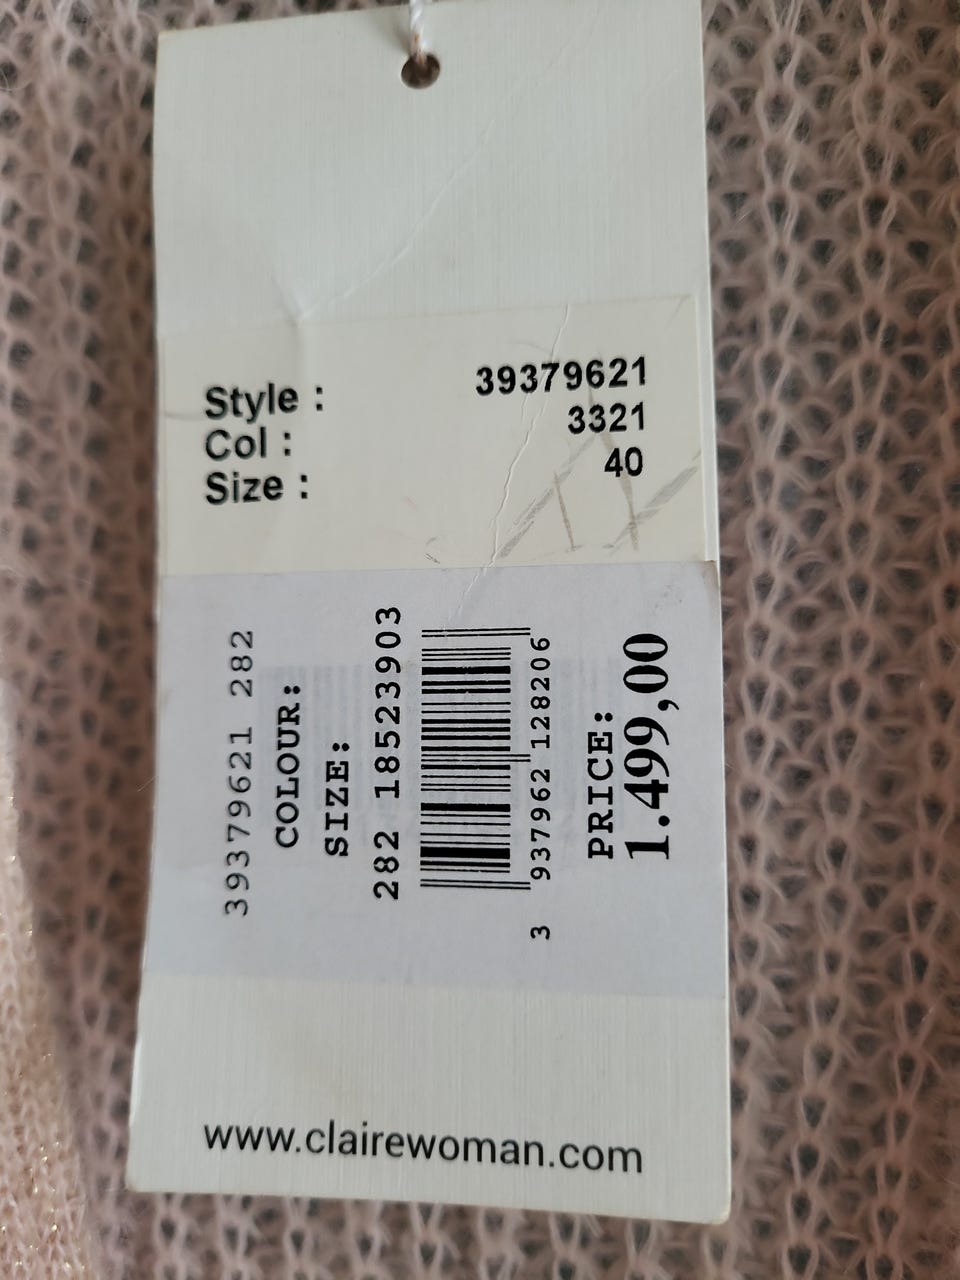 Style : 39379621
Col : 3321
Size : 40
39379621 282
COLOUR:
SIZE:
282 18523903
3 937962 128206
PRICE:
1.499,00
www.clairewoman.com